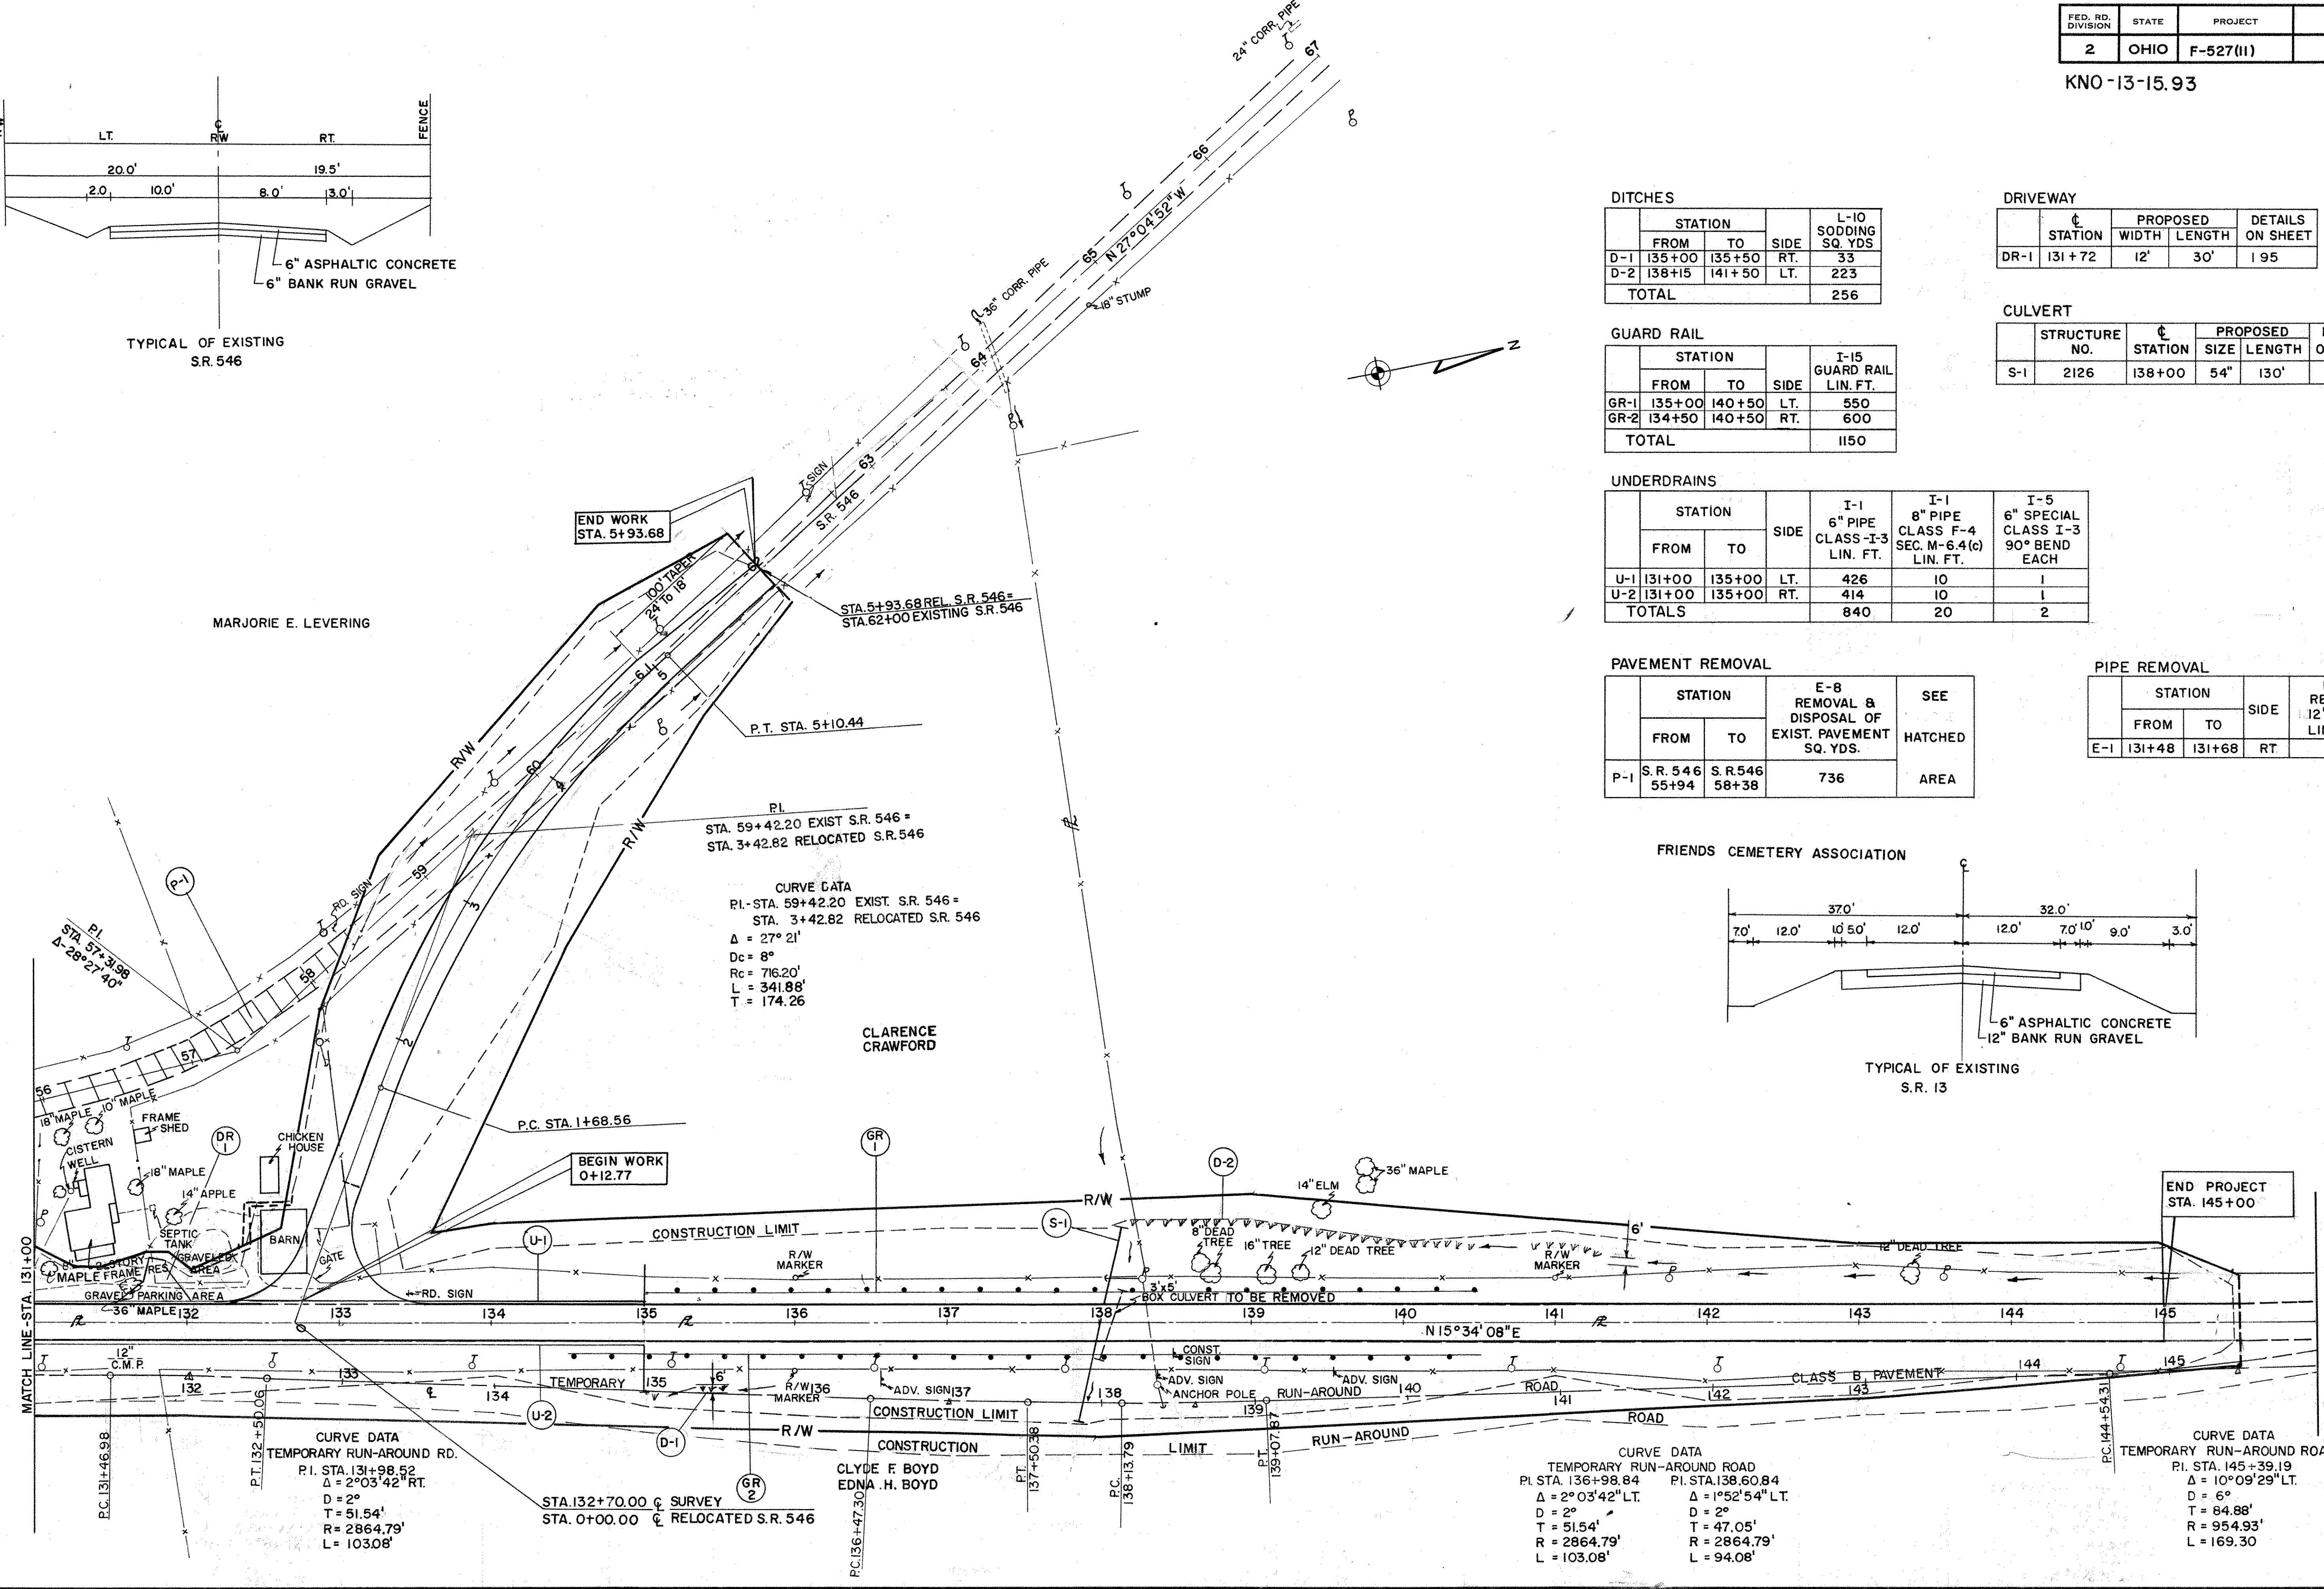 FED. RD. DIVISION STATE PROJECT
2 OHIO F-527(11)
KNO-13-15.93
LT. ℄ RT.
RW
FENCE
20.0' 19.5'
2.0 10.0' 8.0' 3.0'
6" ASPHALTIC CONCRETE
6" BANK RUN GRAVEL
TYPICAL OF EXISTING
S.R. 546
24" CORR. PIPE
67
66
N 27°04'52" W
65
36" CORR. PIPE
18" STUMP
64
63
SIGN
S.R. 546
N
DITCHES
STATION SIDE L-10 SODDING SQ. YDS
FROM TO
D-1 135+00 135+50 RT. 33
D-2 138+15 141+50 LT. 223
TOTAL 256
DRIVEWAY
℄ STATION PROPOSED DETAILS ON SHEET
WIDTH LENGTH
DR-1 131+72 12' 30' 195
GUARD RAIL
STATION SIDE I-15 GUARD RAIL LIN. FT.
FROM TO
GR-1 135+00 140+50 LT. 550
GR-2 134+50 140+50 RT. 600
TOTAL 1150
CULVERT
STRUCTURE NO. ℄ STATION PROPOSED
SIZE LENGTH
S-1 2126 138+00 54" 130'
UNDERDRAINS
STATION SIDE I-1 6" PIPE CLASS-I-3 LIN. FT. I-1 8" PIPE CLASS F-4 SEC. M-6.4(c) LIN. FT. I-5 6" SPECIAL CLASS I-3 90° BEND EACH
FROM TO
U-1 131+00 135+00 LT. 426 10 1
U-2 131+00 135+00 RT. 414 10 1
TOTALS 840 20 2
PAVEMENT REMOVAL
STATION E-8 REMOVAL & DISPOSAL OF EXIST. PAVEMENT SQ. YDS. SEE HATCHED AREA
FROM TO
P-1 S.R. 546 55+94 S.R.546 58+38 736
PIPE REMOVAL
STATION SIDE
FROM TO
E-1 131+48 131+68 RT.
END WORK
STA. 5+93.68
100' TAPER
24' TO 18'
62
STA.5+93.68 REL. S.R. 546=
STA.62+00 EXISTING S.R.546
MARJORIE E. LEVERING
61
5
P.T. STA. 5+10.44
R/W
60
4
P.I.
STA. 59+42.20 EXIST S.R. 546 =
STA. 3+42.82 RELOCATED S.R. 546
R/W
59
RD. SIGN
3
P-1
P.I.
STA. 57+31.98
Δ-28°27'40"
58
CURVE DATA
P.I.-STA. 59+42.20 EXIST. S.R. 546 =
STA. 3+42.82 RELOCATED S.R. 546
Δ = 27° 21'
Dc = 8°
Rc = 716.20'
L = 341.88'
T = 174.26
2
57
56
CLARENCE
CRAWFORD
FRIENDS CEMETERY ASSOCIATION
℄
37.0' 32.0'
7.0' 12.0' 1.0 5.0' 12.0' 12.0' 7.0' 1.0' 9.0' 3.0'
6" ASPHALTIC CONCRETE
12" BANK RUN GRAVEL
TYPICAL OF EXISTING
S.R. 13
P.C. STA. 1+68.56
18" MAPLE
10" MAPLE
FRAME
SHED
CISTERN
WELL
DR 1
CHICKEN
HOUSE
18" MAPLE
14" APPLE
SEPTIC
TANK
GRAVELED
AREA
BARN
GATE
8" MAPLE
2 STORY
FRAME RES.
GRAVEL PARKING AREA
36" MAPLE
1
BEGIN WORK
0+12.77
GR 1
U-1
CONSTRUCTION LIMIT
R/W
MARKER
R/W
S-1
D-2
14" ELM
36" MAPLE
8" DEAD
TREE
16" TREE
12" DEAD TREE
R/W
MARKER
6'
12" DEAD TREE
END PROJECT
STA. 145+00
RD. SIGN
3'x5'
BOX CULVERT TO BE REMOVED
MATCH LINE-STA. 131+00
132 133 134 135 136 137 138 139 140 141 142 143 144 145
N 15°34'08"E
12"
C.M.P.
CONST.
SIGN
132 133 134 135 136 137 138 139 140 141 142 143 144 145
℄
TEMPORARY
6'
R/W
MARKER
ADV. SIGN
ADV. SIGN
ANCHOR POLE
RUN-AROUND
ADV. SIGN
ROAD
CLASS B PAVEMENT
U-2
D-1
CONSTRUCTION LIMIT
R/W
CONSTRUCTION LIMIT RUN-AROUND ROAD
GR 2
CLYDE F. BOYD
EDNA H. BOYD
P.C. 131+46.98
P.T. 132+50.06
P.C. 136+47.30
P.T. 137+50.38
P.C. 138+13.79
P.T. 139+07.87
P.C. 144+54.31
CURVE DATA
TEMPORARY RUN-AROUND RD.
P.I. STA. 131+98.52
Δ = 2°03'42" RT.
D = 2°
T = 51.54'
R = 2864.79'
L = 103.08'
STA.132+70.00 ℄ SURVEY
STA. 0+00.00 ℄ RELOCATED S.R. 546
CURVE DATA
TEMPORARY RUN-AROUND ROAD
P.I. STA. 136+98.84
Δ = 2°03'42" LT.
D = 2°
T = 51.54'
R = 2864.79'
L = 103.08'
P.I. STA.138.60.84
Δ = 1°52'54" LT.
D = 2°
T = 47.05'
R = 2864.79'
L = 94.08'
CURVE DATA
TEMPORARY RUN-AROUND ROA
P.I. STA. 145+39.19
Δ = 10°09'29" LT.
D = 6°
T = 84.88'
R = 954.93'
L = 169.30